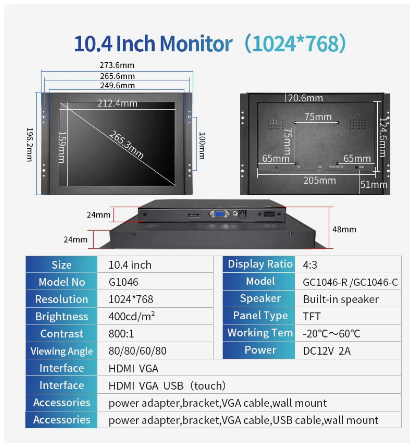 10.4 Inch Monitor（1024*768）
273.6mm
265.6mm
249.6mm
212.4mm
196.2mm
159mm
265.3mm
100mm
20.6mm
75mm
75mm
124.6mm
65mm
65mm
205mm
51mm
24mm
24mm
48mm
Size 10.4 inch
Model No G1046
Resolution 1024*768
Brightness 400cd/m²
Contrast 800:1
Viewing Angle 80/80/60/80
Interface HDMI VGA
Interface HDMI VGA USB（touch）
Accessories power adapter,bracket,VGA cable,wall mount
Accessories power adapter,bracket,VGA cable,USB cable,wall mount
Display Ratio 4:3
Model GC1046-R /GC1046-C
Speaker Built-in speaker
Panel Type TFT
Working Tem -20℃～60℃
Power DC12V 2A